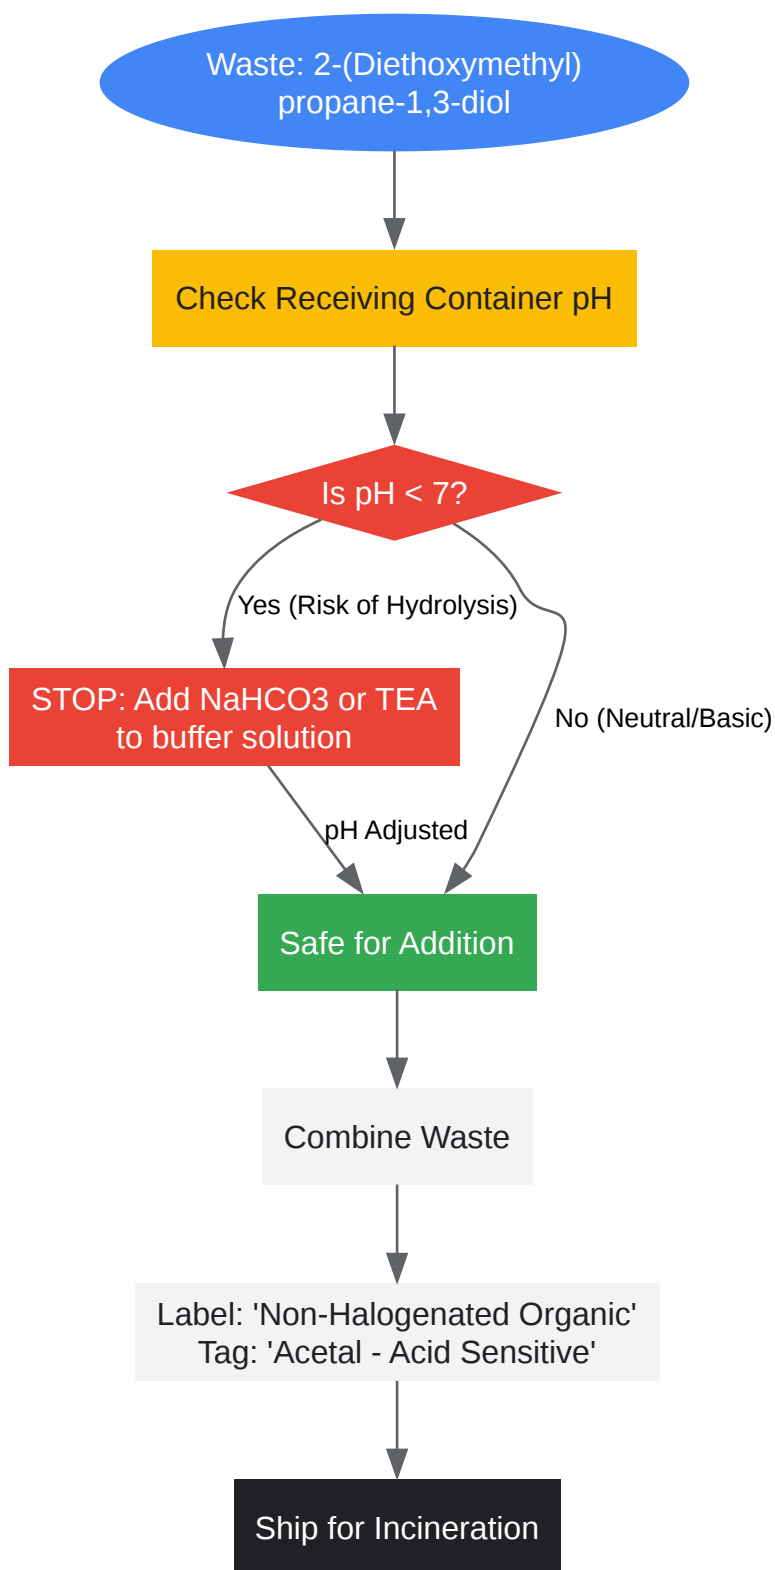 Waste: 2-(Diethoxymethyl)
propane-1,3-diol
Check Receiving Container pH
Is pH < 7?
Yes (Risk of Hydrolysis)
STOP: Add NaHCO3 or TEA
to buffer solution
No (Neutral/Basic)
pH Adjusted
Safe for Addition
Combine Waste
Label: 'Non-Halogenated Organic'
Tag: 'Acetal - Acid Sensitive'
Ship for Incineration